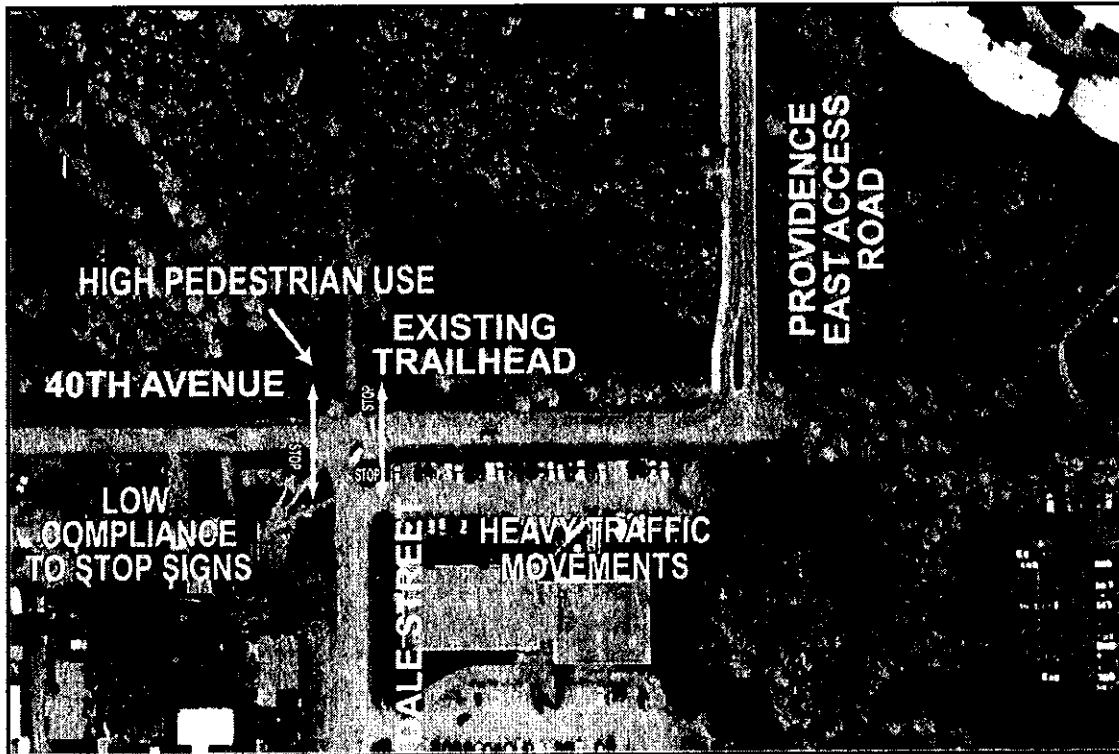 PROVIDENCE
EAST ACCESS
ROAD
HIGH PEDESTRIAN USE
EXISTING
TRAILHEAD
40TH AVENUE
STOP
STOP
STOP
LOW
COMPLIANCE
TO STOP SIGNS
DALE STREET
HEAVY TRAFFIC
MOVEMENTS